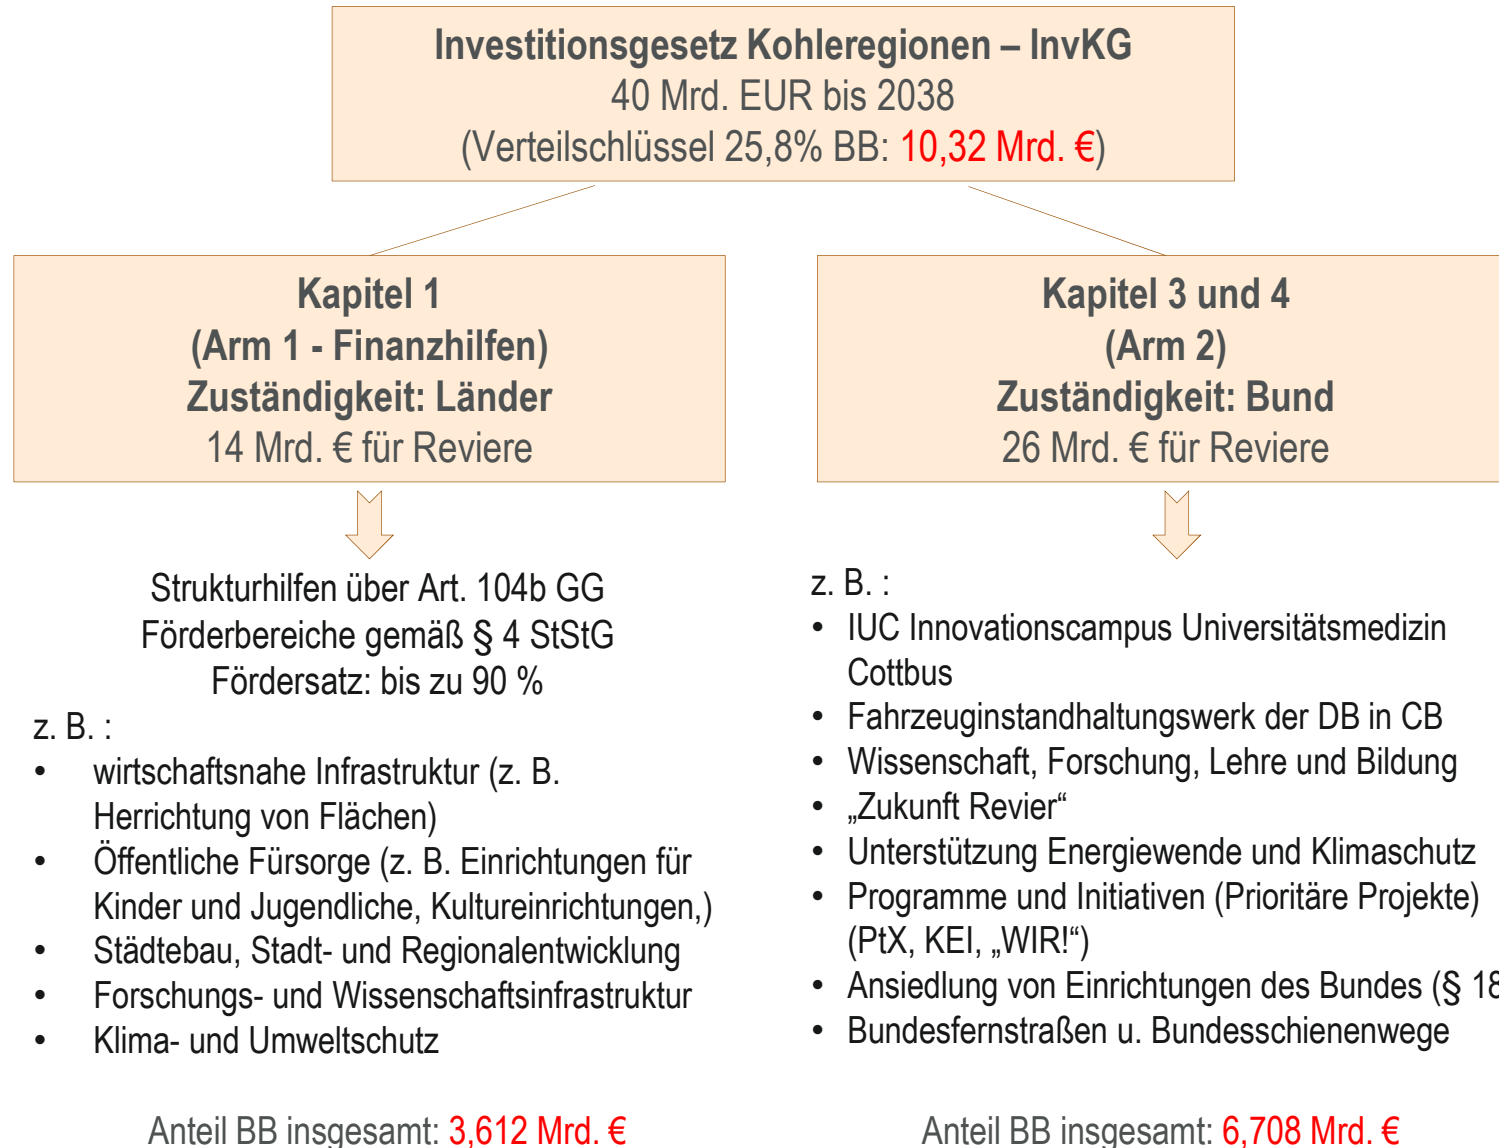 Investitionsgesetz Kohleregionen – InvKG
40 Mrd. EUR bis 2038
(Verteilschlüssel 25,8% BB: 10,32 Mrd. €)
Kapitel 1
(Arm 1 - Finanzhilfen)
Zuständigkeit: Länder
14 Mrd. € für Reviere
Strukturhilfen über Art. 104b GG
Förderbereiche gemäß § 4 StStG
Fördersatz: bis zu 90 %
z. B. :
• wirtschaftsnahe Infrastruktur (z. B.
Herrichtung von Flächen)
• Öffentliche Fürsorge (z. B. Einrichtungen für
Kinder und Jugendliche, Kultureinrichtungen,)
• Städtebau, Stadt- und Regionalentwicklung
• Forschungs- und Wissenschaftsinfrastruktur
• Klima- und Umweltschutz
Anteil BB insgesamt: 3,612 Mrd. €
Kapitel 3 und 4
(Arm 2)
Zuständigkeit: Bund
26 Mrd. € für Reviere
z. B. :
• IUC Innovationscampus Universitätsmedizin
Cottbus
• Fahrzeuginstandhaltungswerk der DB in CB
• Wissenschaft, Forschung, Lehre und Bildung
• „Zukunft Revier“
• Unterstützung Energiewende und Klimaschutz
• Programme und Initiativen (Prioritäre Projekte)
(PtX, KEI, „WIR!“)
• Ansiedlung von Einrichtungen des Bundes (§ 18
• Bundesfernstraßen u. Bundesschienenwege
Anteil BB insgesamt: 6,708 Mrd. €